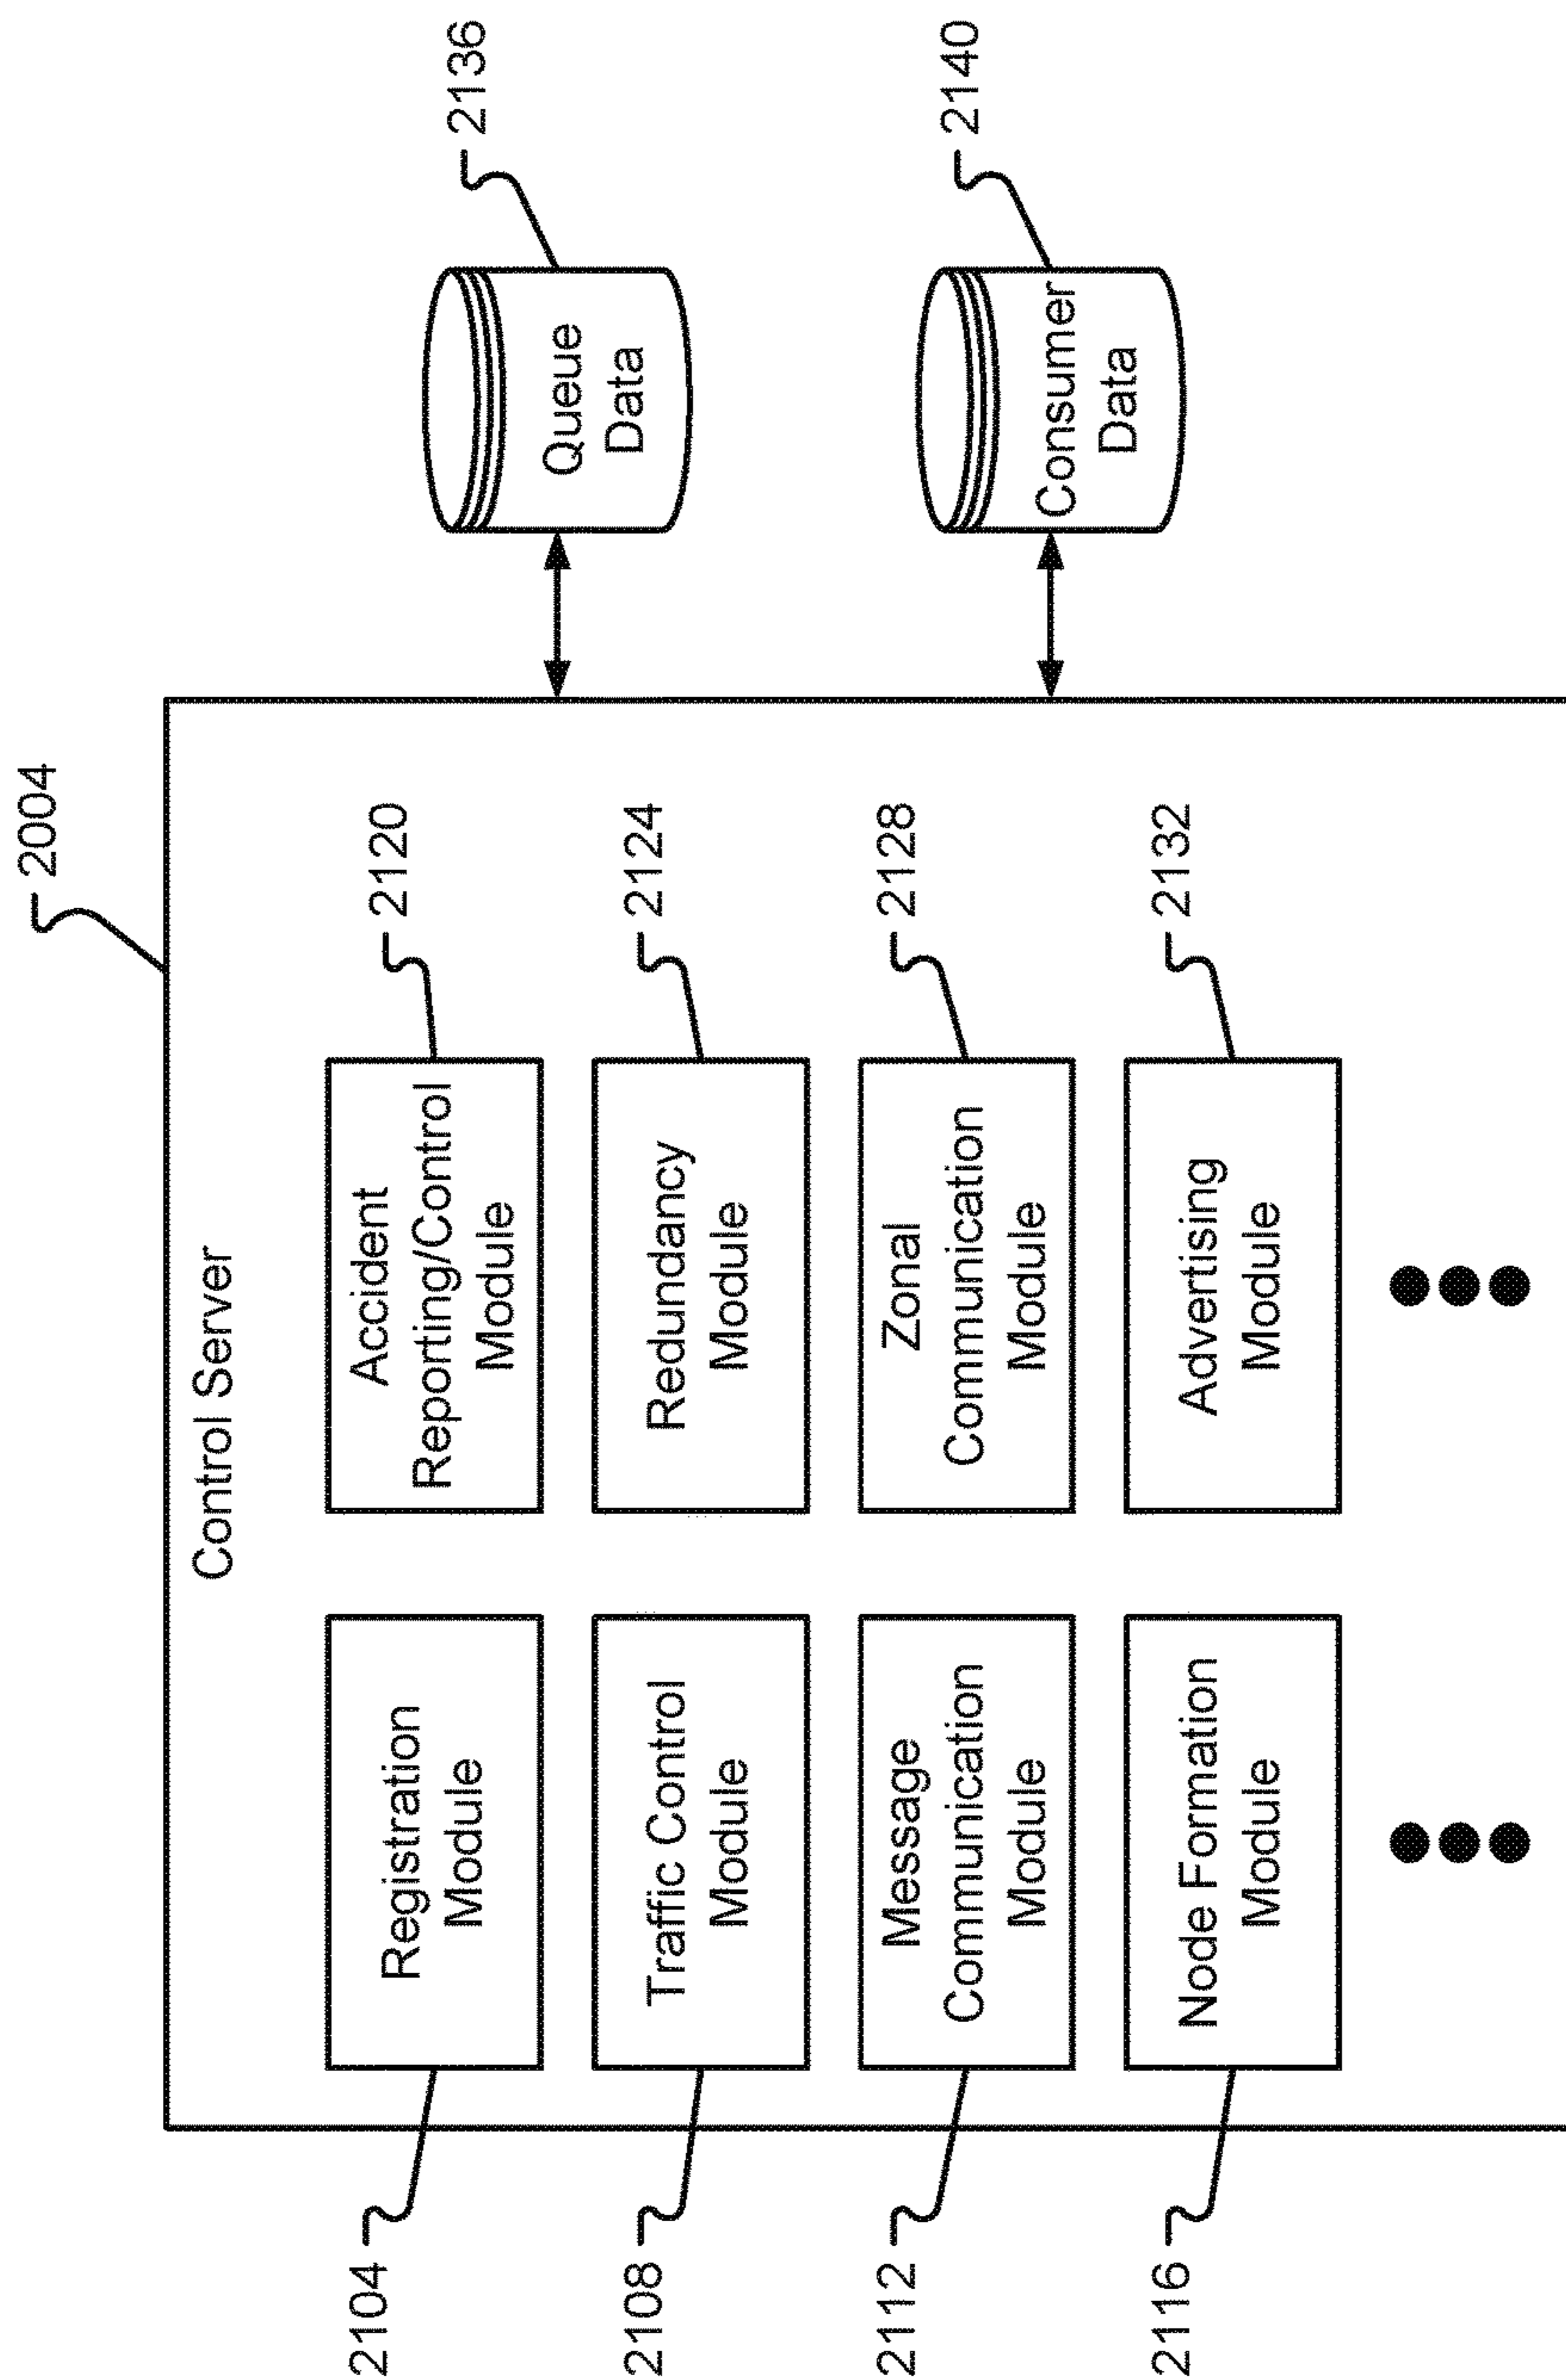 2004
Control Server
2104
Registration
Module
Accident
Reporting/Control
Module
2120
2108
Traffic Control
Module
Redundancy
Module
2124
2112
Message
Communication
Module
Zonal
Communication
Module
2128
2116
Node Formation
Module
Advertising
Module
2132
Queue
Data
2136
Consumer
Data
2140